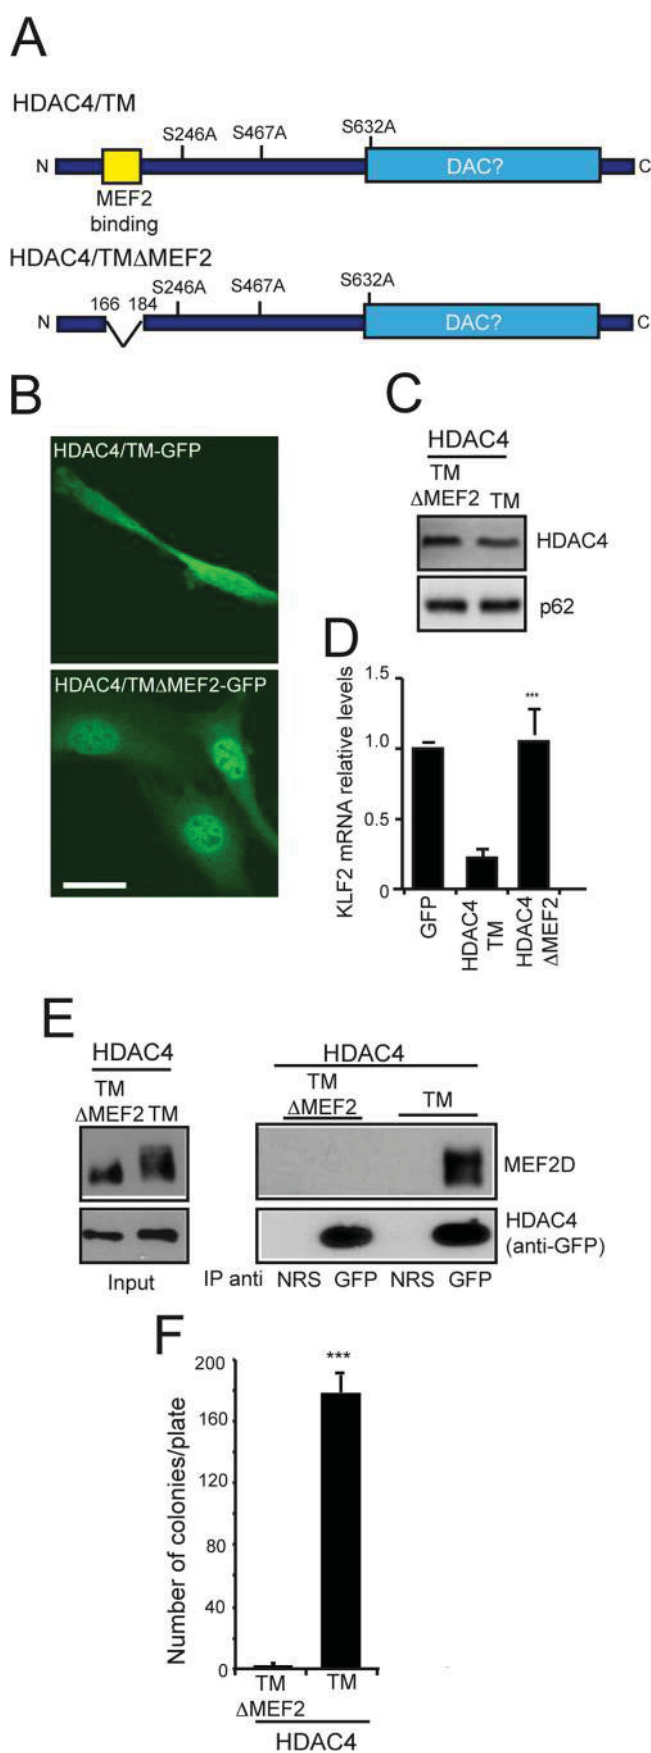 A
HDAC4/TM
S246A S467A S632A
N DAC? C
MEF2
binding
HDAC4/TMΔMEF2
166 184 S246A S467A S632A
N DAC? C
B
HDAC4/TM-GFP
HDAC4/TMΔMEF2-GFP
C
HDAC4
TM
ΔMEF2 TM
HDAC4
p62
D
KLF2 mRNA relative levels
1.5
1.0
0.5
0
***
GFP
HDAC4
TM
HDAC4
ΔMEF2
E
HDAC4
TM
ΔMEF2 TM
Input
HDAC4
TM
ΔMEF2
TM
MEF2D
HDAC4
(anti-GFP)
IP anti NRS GFP NRS GFP
F
Number of colonies/plate
200
160
120
80
40
0
***
TM
ΔMEF2
TM
HDAC4